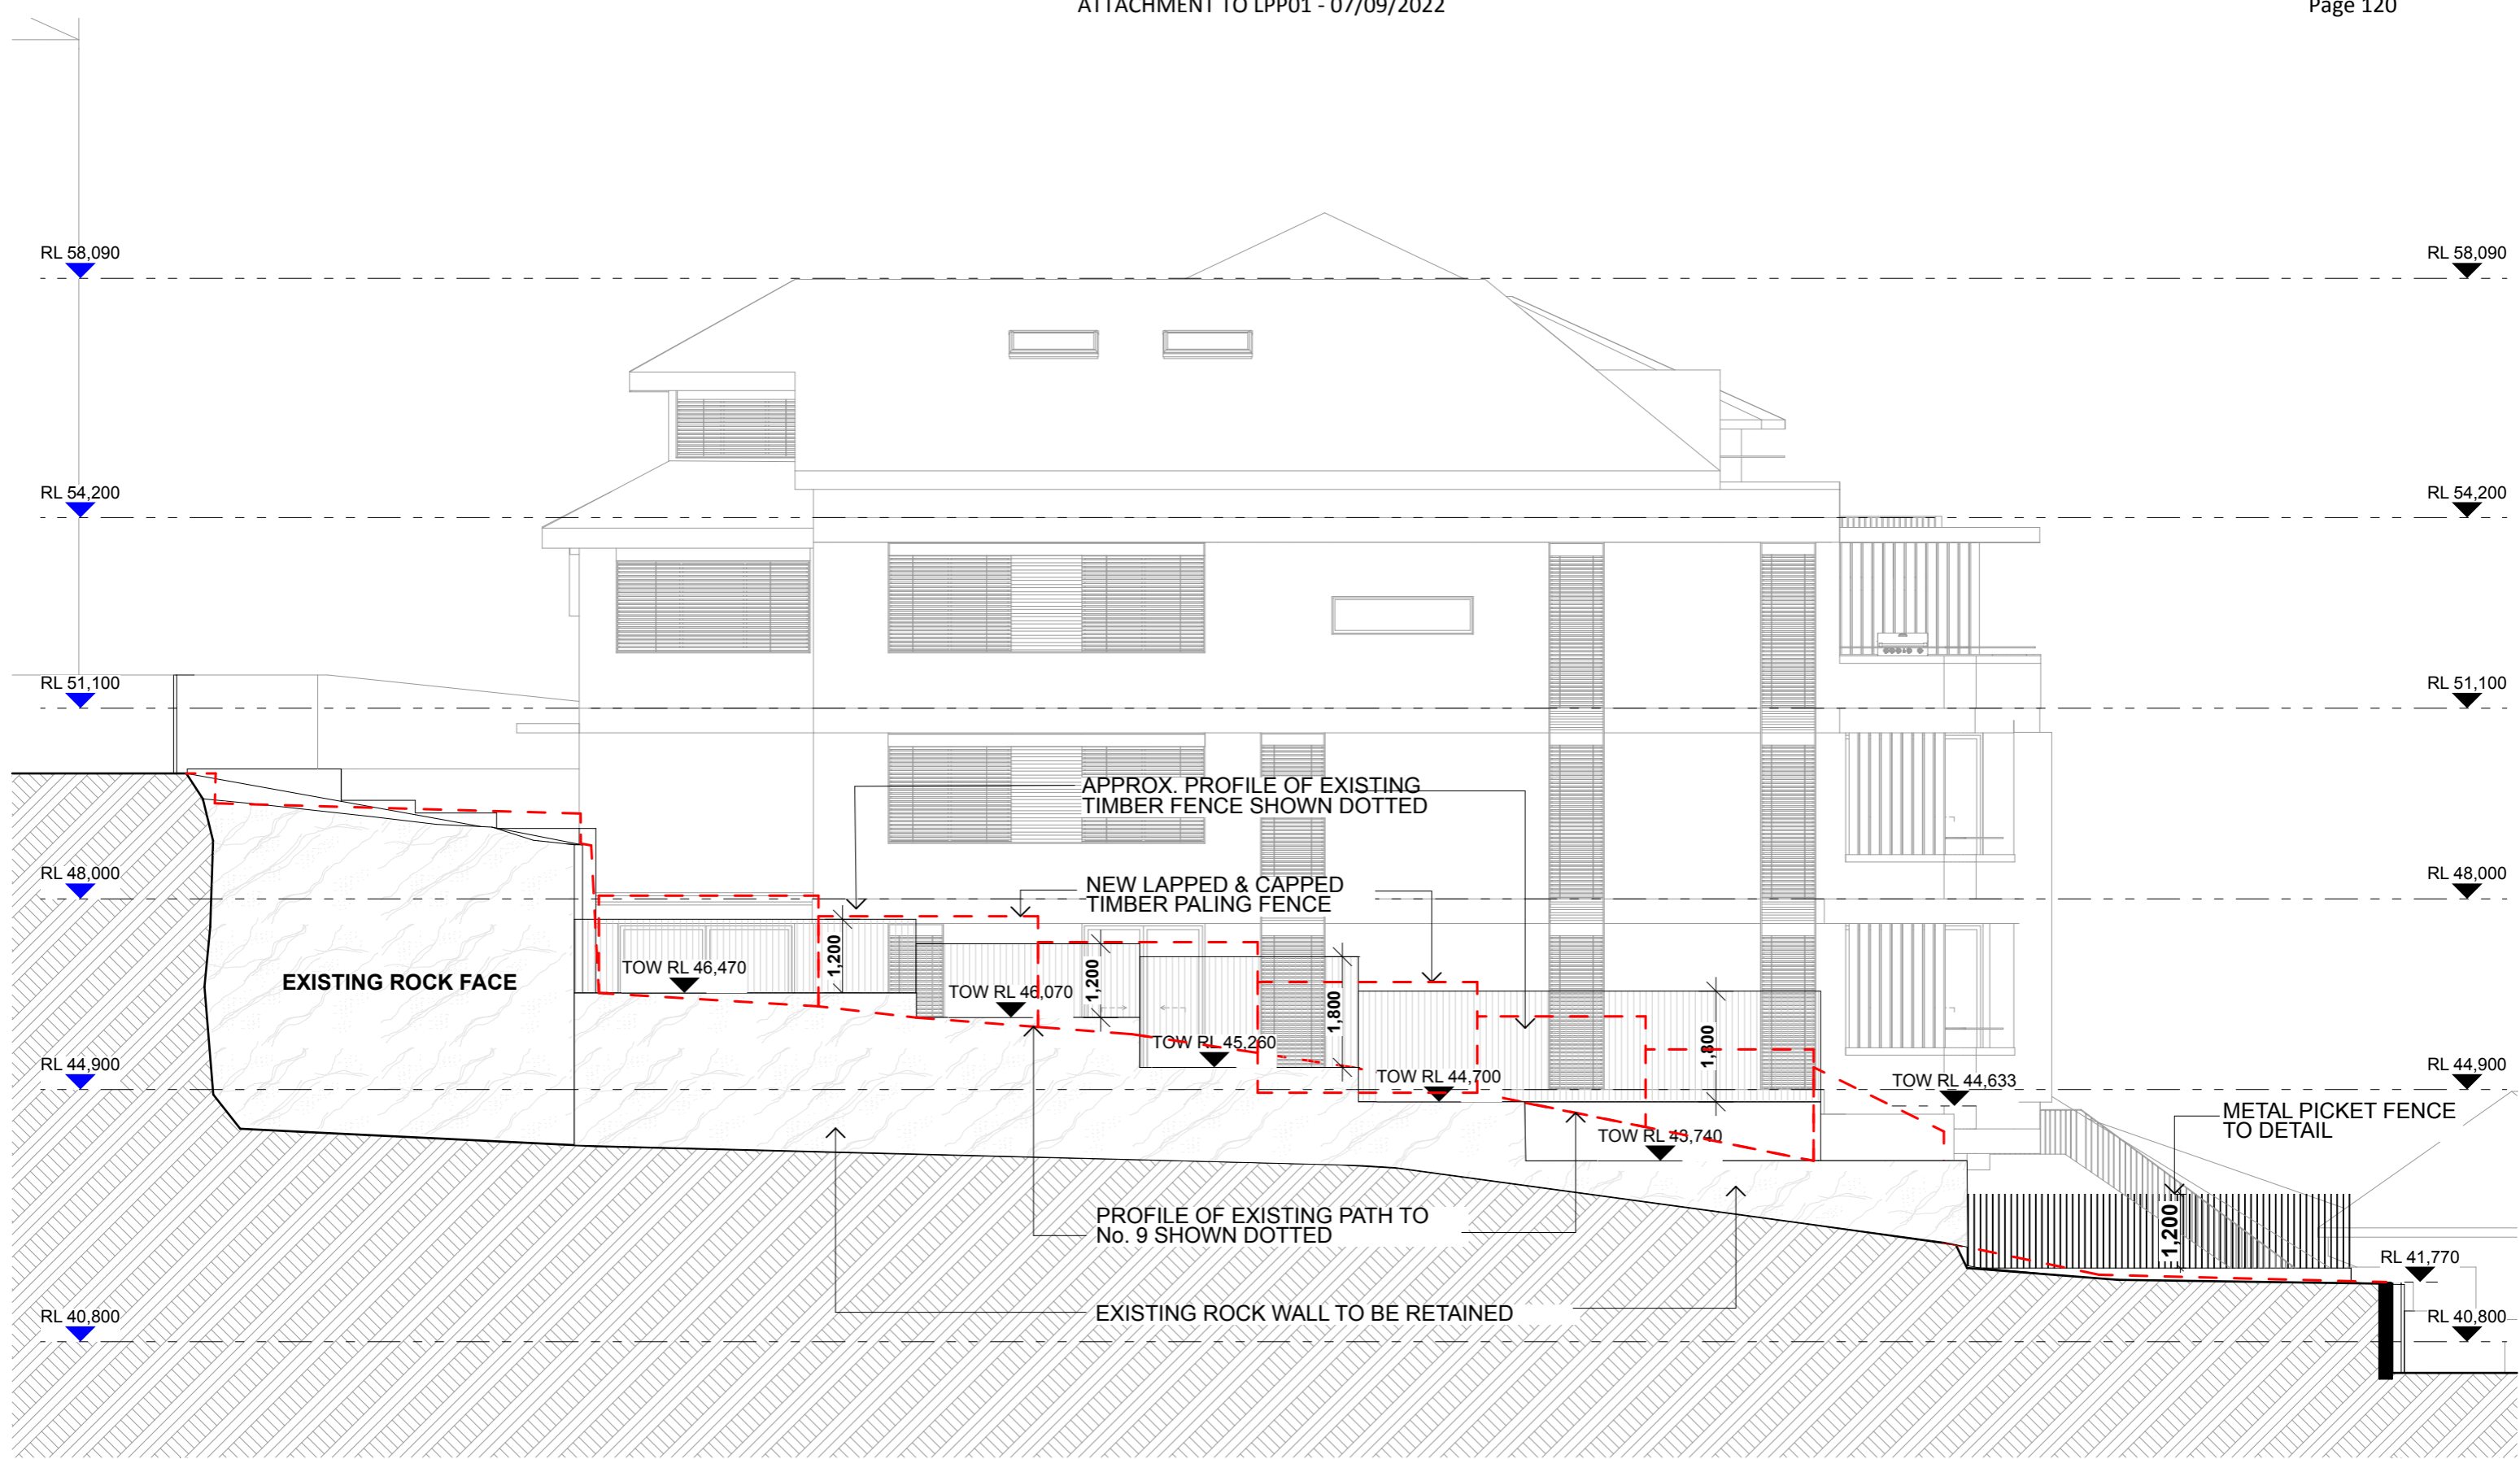 ATTACHMENT TO LPP01 - 07/09/2022
Page 120
RL 58,090
RL 58,090
RL 54,200
RL 54,200
RL 51,100
RL 51,100
APPROX. PROFILE OF EXISTING
TIMBER FENCE SHOWN DOTTED
RL 48,000
RL 48,000
NEW LAPPED & CAPPED
TIMBER PALING FENCE
EXISTING ROCK FACE
TOW RL 46,470
1,200
TOW RL 46,070
1,200
TOW RL 45,260
1,800
TOW RL 44,700
1,800
RL 44,900
RL 44,900
TOW RL 44,633
TOW RL 43,740
METAL PICKET FENCE
TO DETAIL
PROFILE OF EXISTING PATH TO
No. 9 SHOWN DOTTED
1,200
RL 41,770
EXISTING ROCK WALL TO BE RETAINED
RL 40,800
RL 40,800